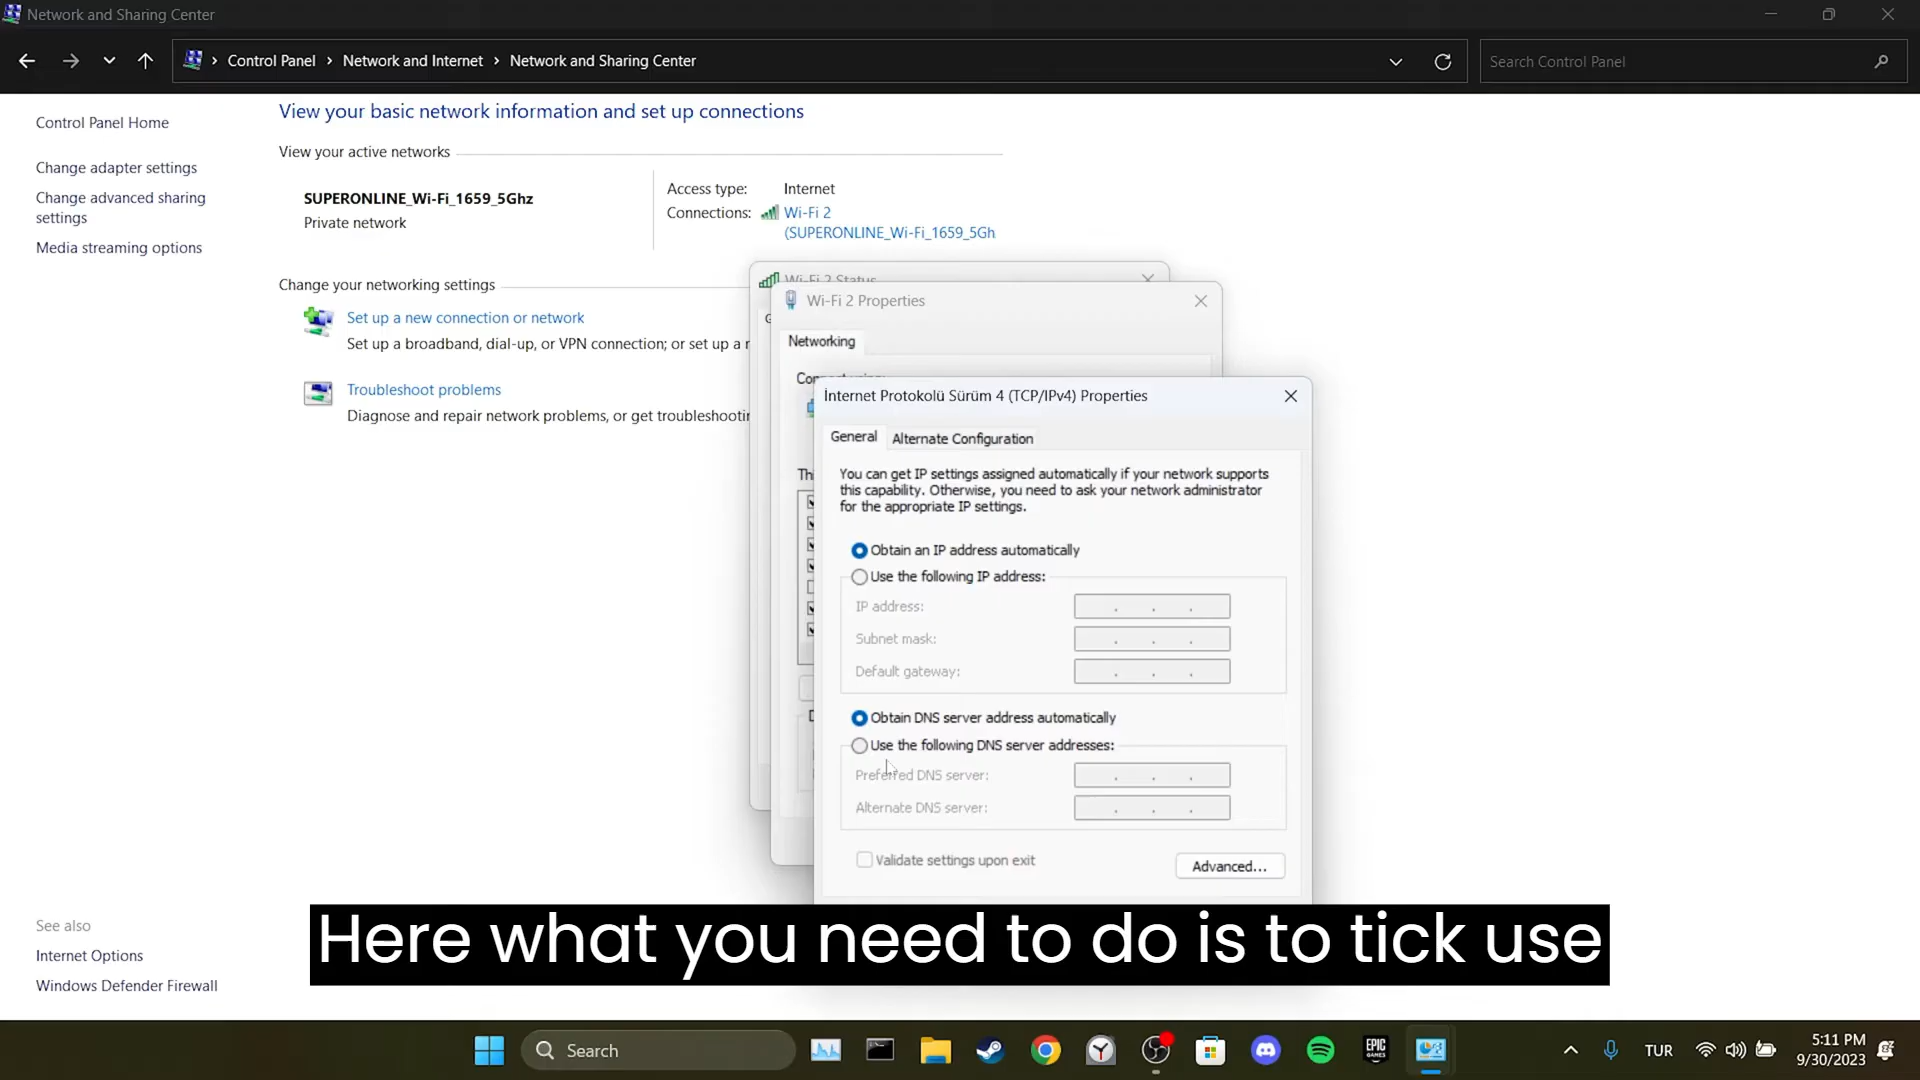 Network and Sharing Center
Control Panel > Network and Internet > Network and Sharing Center
Search Control Panel
Control Panel Home
Change adapter settings
Change advanced sharing
settings
Media streaming options
View your basic network information and set up connections
View your active networks
SUPERONLINE_Wi-Fi_1659_5Ghz
Private network
Access type: Internet
Connections: Wi-Fi 2
(SUPERONLINE_Wi-Fi_1659_5Gh
Change your networking settings
Set up a new connection or network
Set up a broadband, dial-up, or VPN connection; or set up a r
Troubleshoot problems
Diagnose and repair network problems, or get troubleshootin
Wi-Fi 2 Status
Wi-Fi 2 Properties
Networking
İnternet Protokolü Sürüm 4 (TCP/IPv4) Properties
General
Alternate Configuration
You can get IP settings assigned automatically if your network supports
this capability. Otherwise, you need to ask your network administrator
for the appropriate IP settings.
Obtain an IP address automatically
Use the following IP address:
IP address:
Subnet mask:
Default gateway:
Obtain DNS server address automatically
Use the following DNS server addresses:
Preferred DNS server:
Alternate DNS server:
Validate settings upon exit
Advanced...
See also
Internet Options
Windows Defender Firewall
Here what you need to do is to tick use
Search
EPIC
GAMES
TUR
5:11 PM
9/30/2023